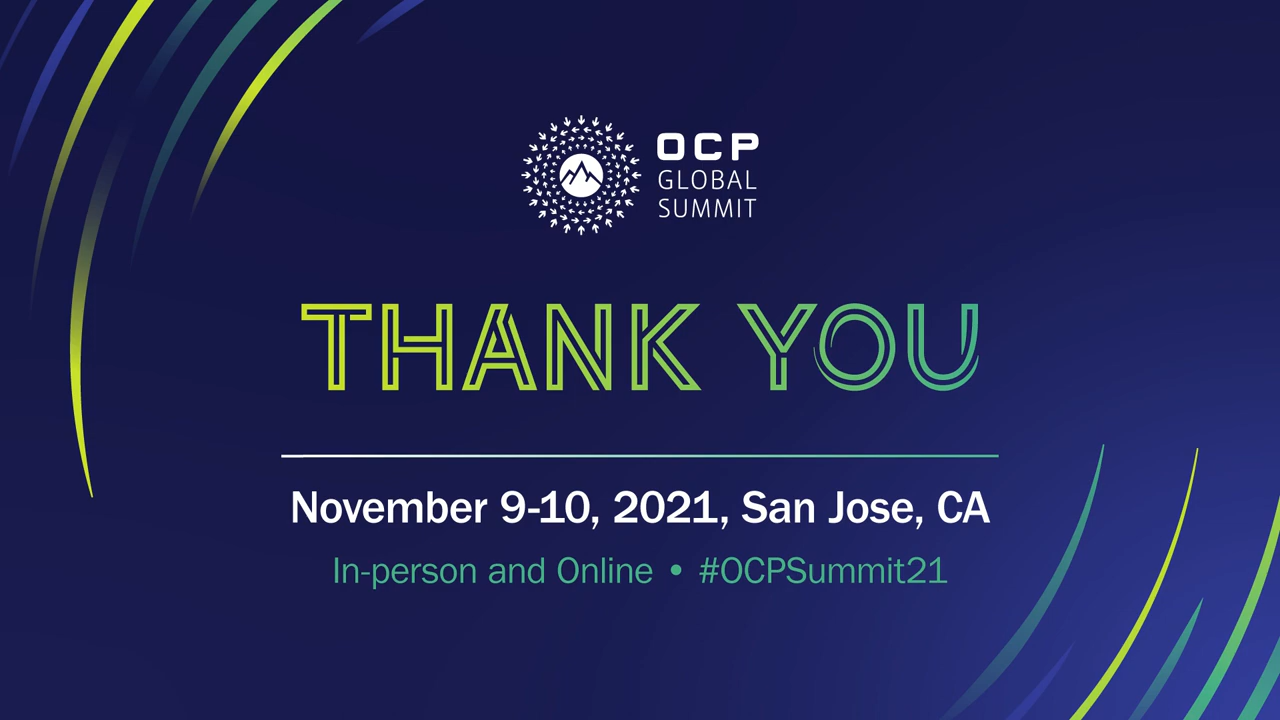 OCP
GLOBAL
SUMMIT
THANK YOU
November 9-10, 2021, San Jose, CA
In-person and Online • #OCPSummit21